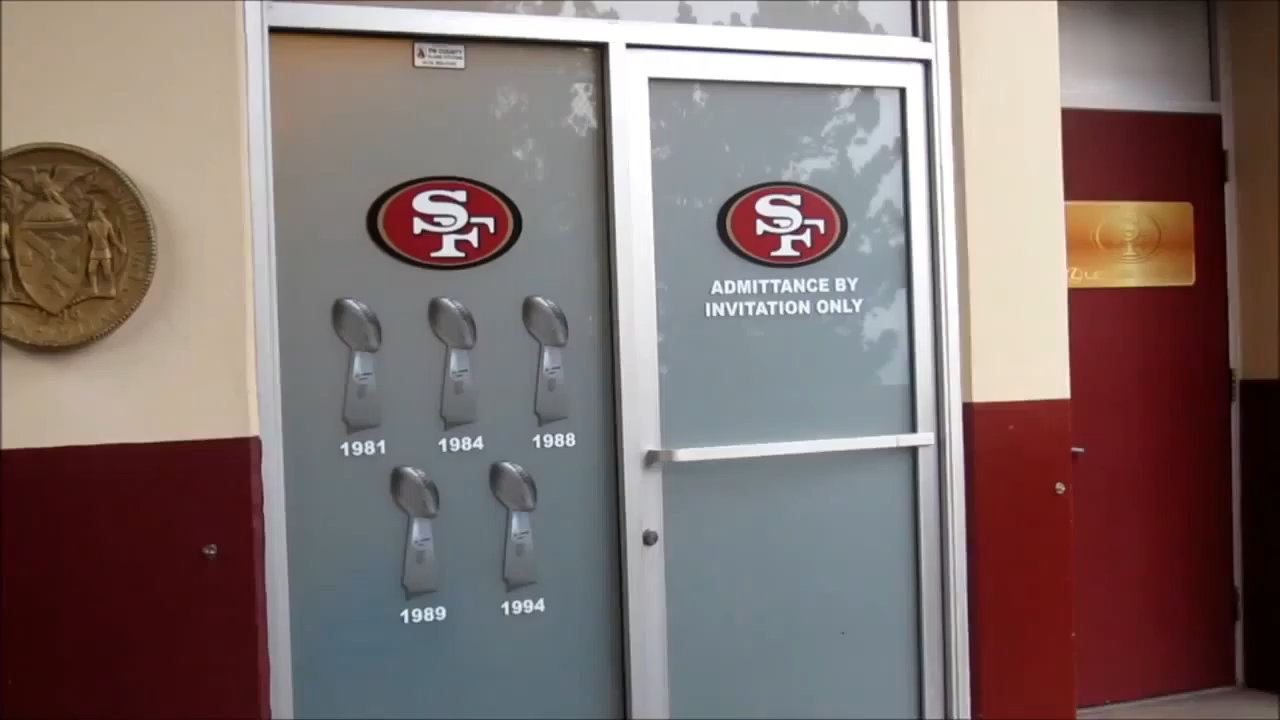 SF
SF
ADMITTANCE BY
INVITATION ONLY
1981
1984
1988
1989
1994